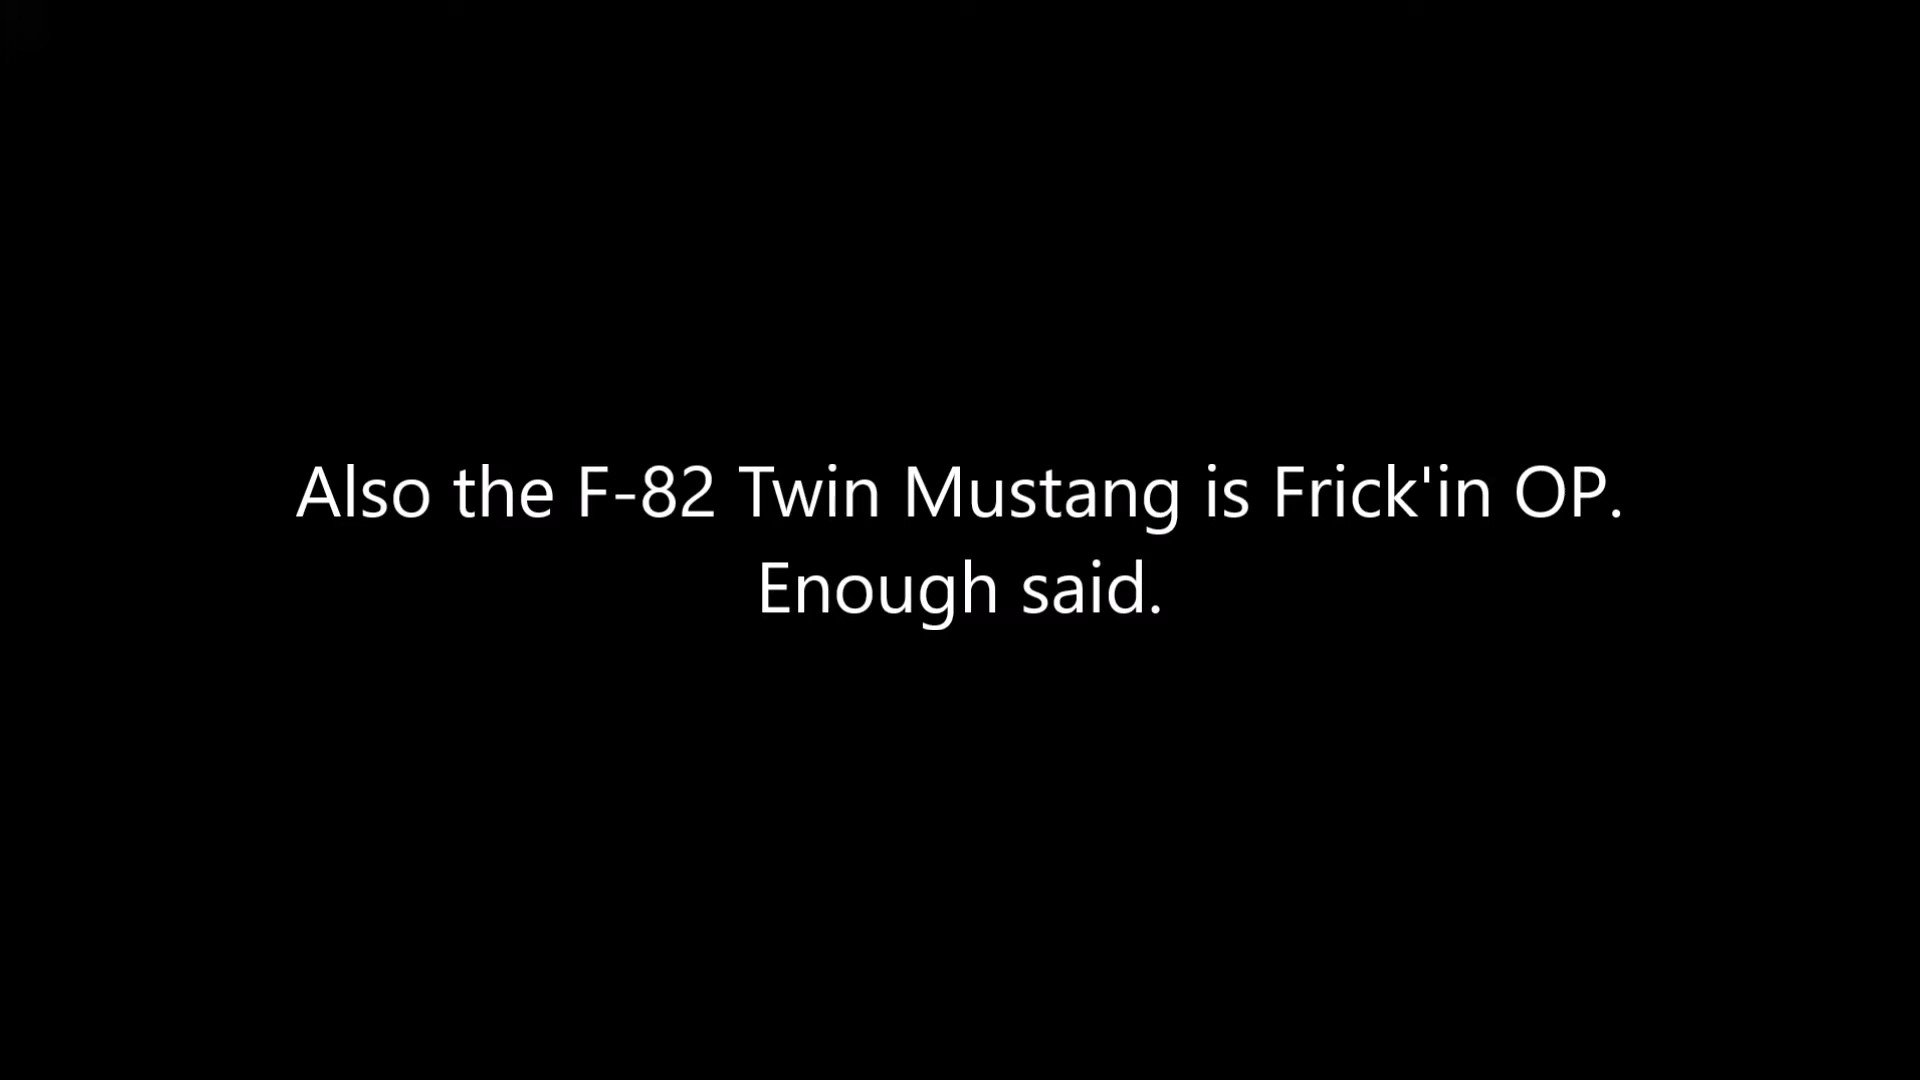 Also the F-82 Twin Mustang is Frick'in OP.
Enough said.